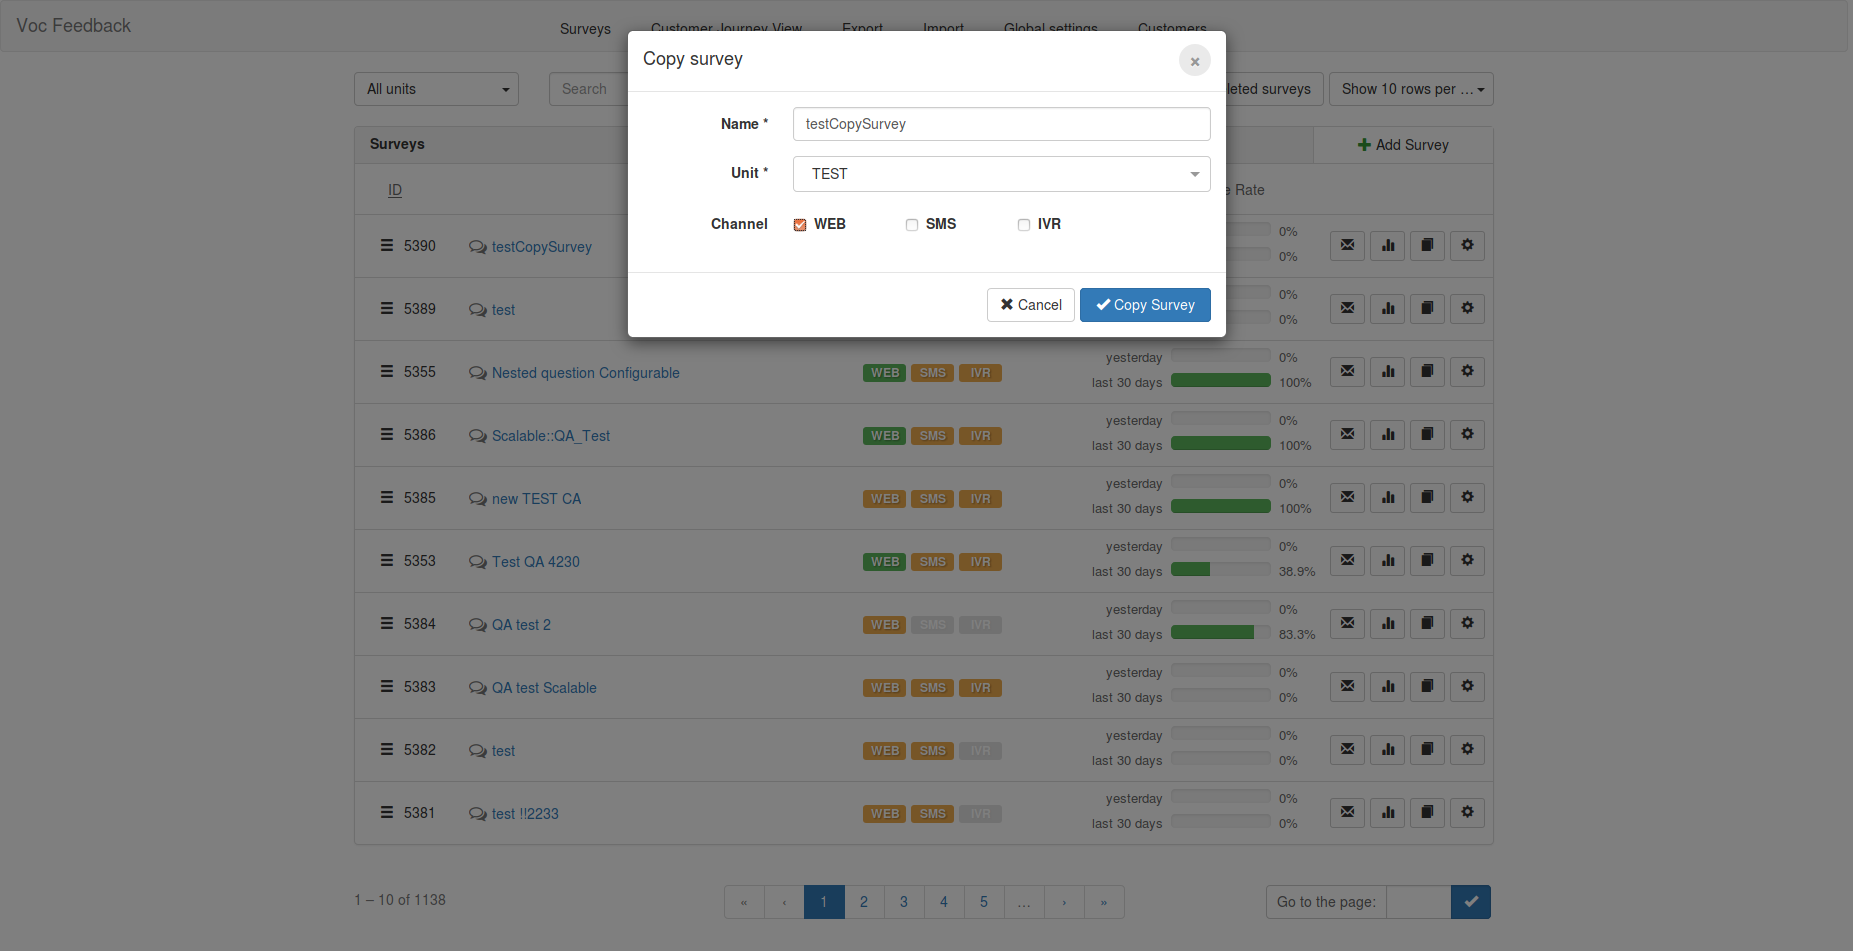 Voc Feedback
Surveys Customer Journey View Export Import Global settings Customers
Copy survey ×
All units Search leted surveys Show 10 rows per ...
Name * testCopySurvey
Surveys Add Survey
Unit * TEST
ID e Rate
Channel WEB SMS IVR
5390 testCopySurvey 0%
0%
Cancel Copy Survey
5389 test 0%
0%
5355 Nested question Configurable WEB SMS IVR yesterday 0%
last 30 days 100%
5386 Scalable::QA_Test WEB SMS IVR yesterday 0%
last 30 days 100%
5385 new TEST CA WEB SMS IVR yesterday 0%
last 30 days 100%
5353 Test QA 4230 WEB SMS IVR yesterday 0%
last 30 days 38.9%
5384 QA test 2 WEB SMS IVR yesterday 0%
last 30 days 83.3%
5383 QA test Scalable WEB SMS IVR yesterday 0%
last 30 days 0%
5382 test WEB SMS IVR yesterday 0%
last 30 days 0%
5381 test !!2233 WEB SMS IVR yesterday 0%
last 30 days 0%
1 – 10 of 1138 « ‹ 1 2 3 4 5 ... › » Go to the page: